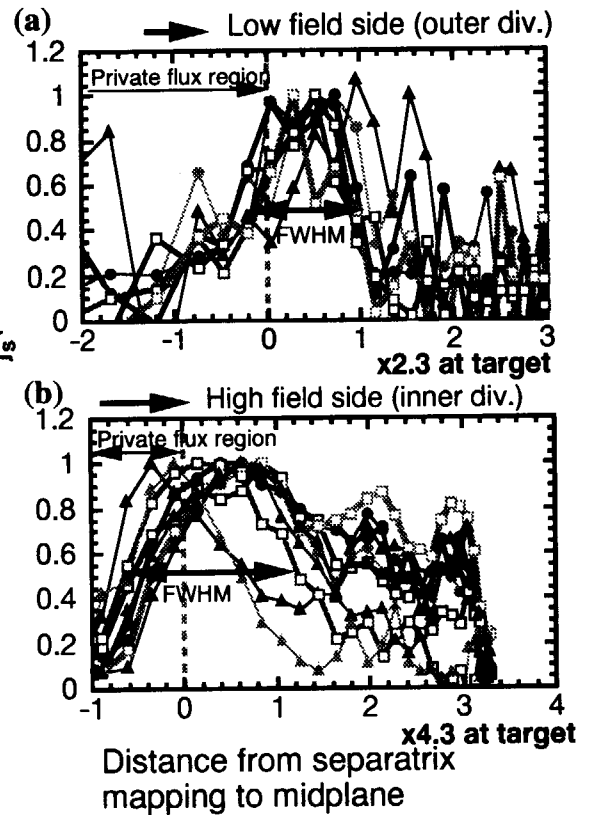 (a) Low field side (outer div.)
1.2
Private flux region
1
0.8
0.6
0.4
FWHM
0.2
0
-2 -1 0 1 2 3
x2.3 at target
(b) High field side (inner div.)
1.2
Private flux region
1
0.8
0.6
FWHM
0.4
0.2
0
-1 0 1 2 3 4
x4.3 at target
Distance from separatrix
mapping to midplane